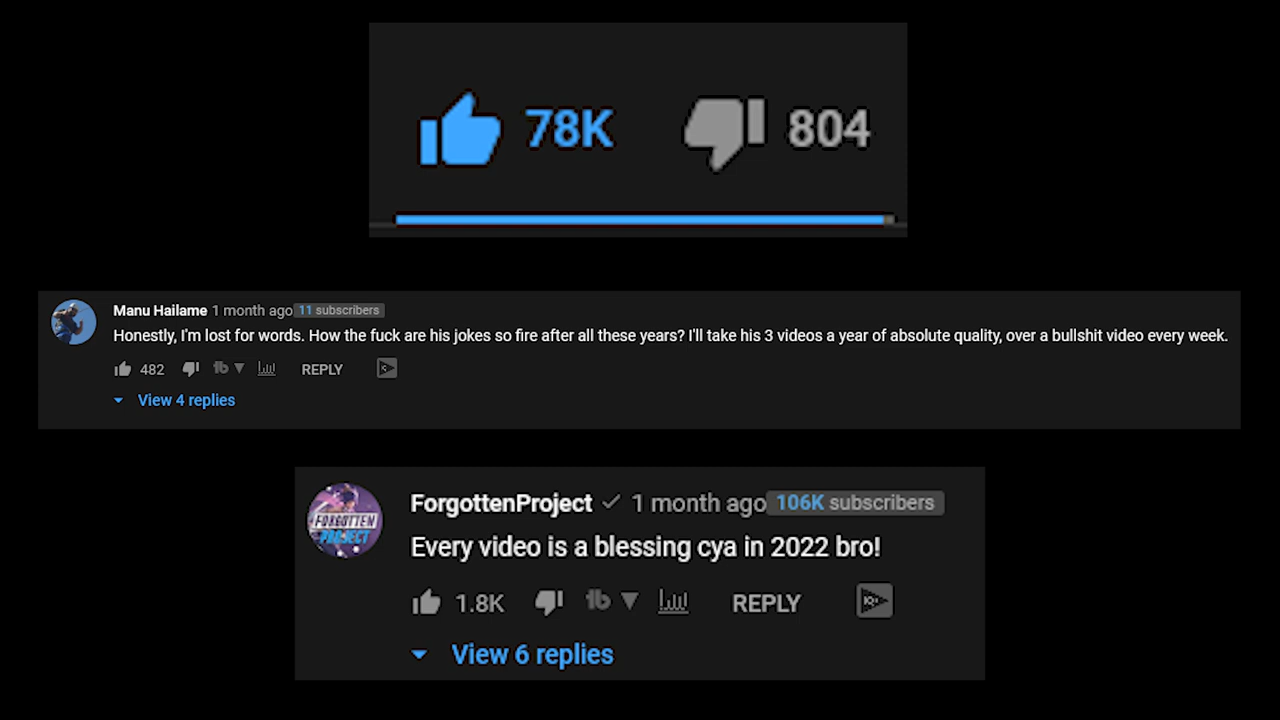 78K 804
Manu Hailame 1 month ago 11 subscribers
Honestly, I'm lost for words. How the fuck are his jokes so fire after all these years? I'll take his 3 videos a year of absolute quality, over a bullshit video every week.
482 REPLY
View 4 replies
FORGOTTEN
PROJECT
ForgottenProject 1 month ago 106K subscribers
Every video is a blessing cya in 2022 bro!
1.8K REPLY
View 6 replies